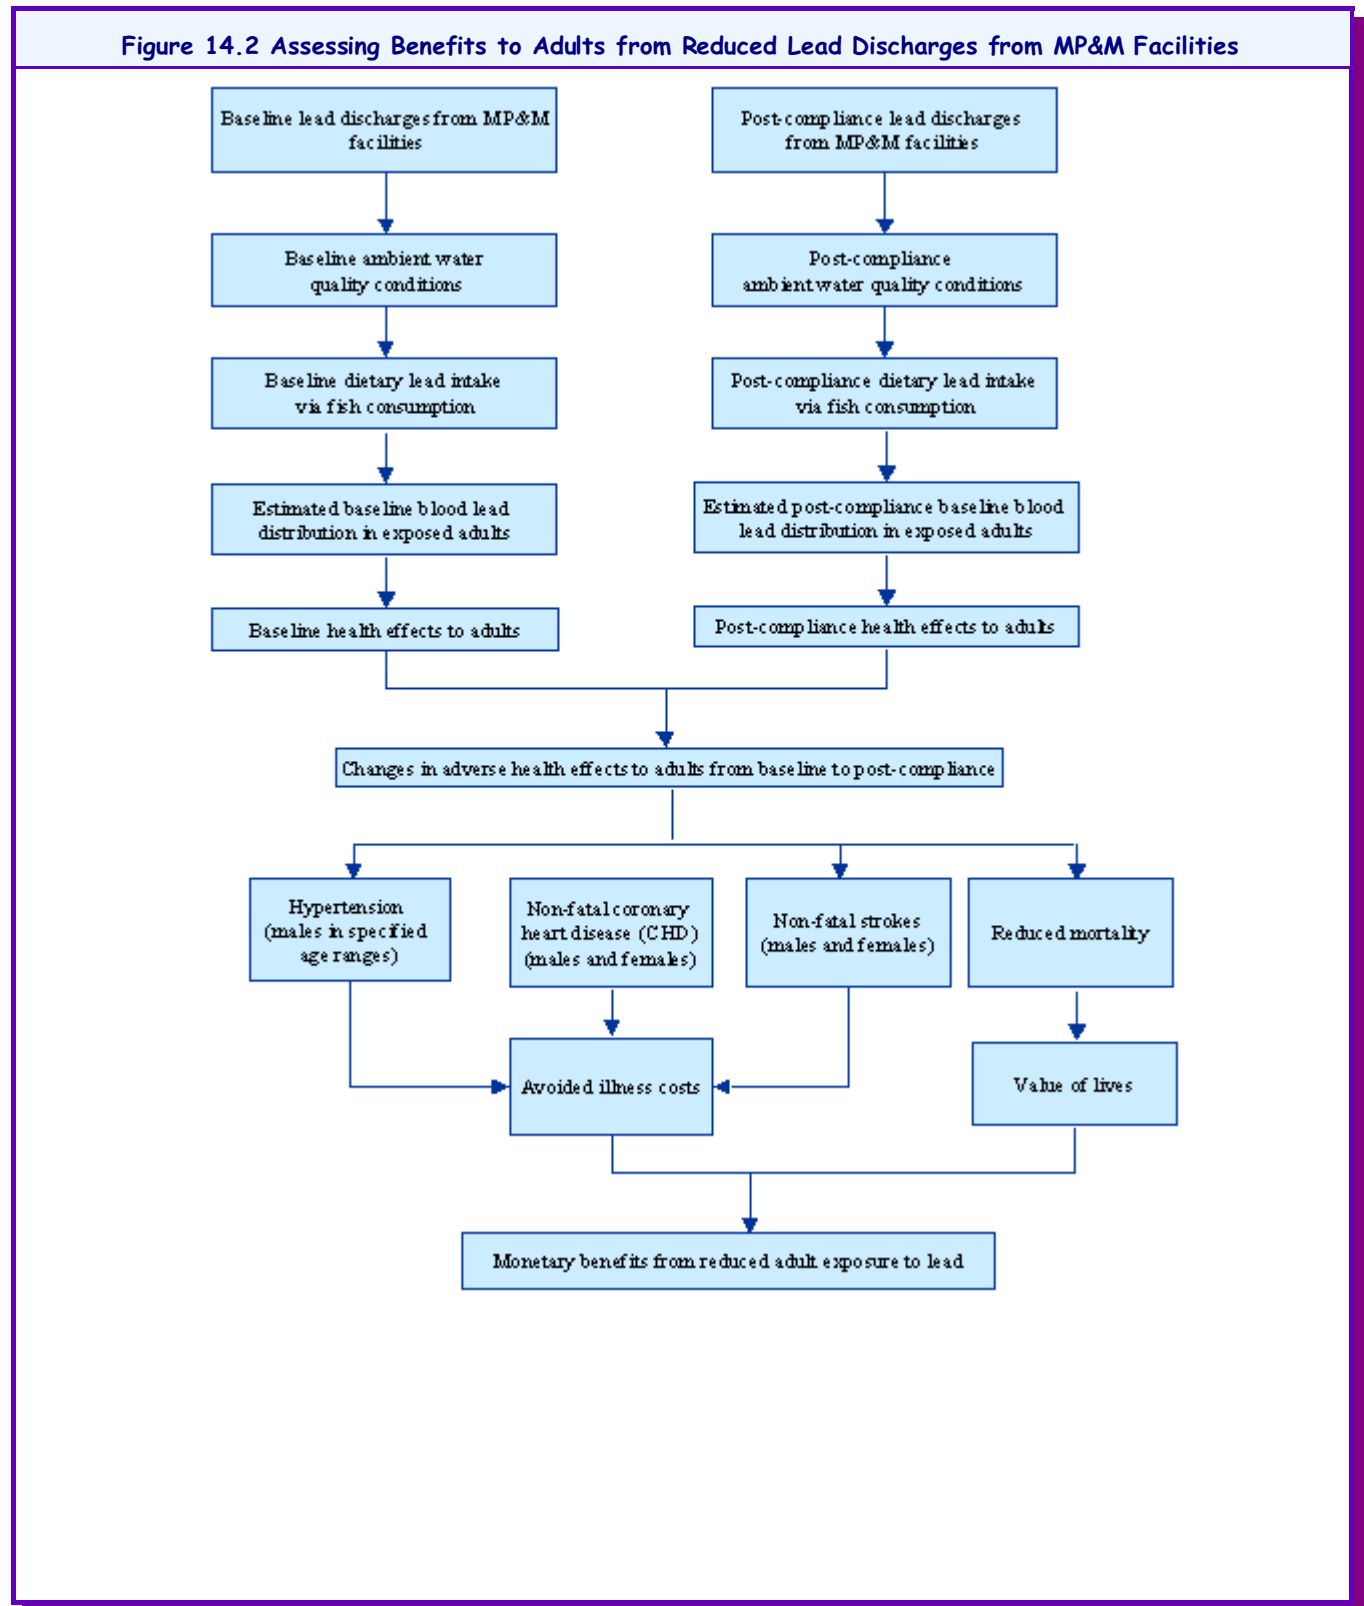 Figure 14.2 Assessing Benefits to Adults from Reduced Lead Discharges from MP&M Facilities
Baseline lead discharges from MP&M
facilities
Post-compliance lead discharges
from MP&M facilities
Baseline ambient water
quality conditions
Post-compliance
ambient water quality conditions
Baseline dietary lead intake
via fish consumption
Post-compliance dietary lead intake
via fish consumption
Estimated baseline blood lead
distribution in exposed adults
Estimated post-compliance baseline blood
lead distribution in exposed adults
Baseline health effects to adults
Post-compliance health effects to adults
Changes in adverse health effects to adults from baseline to post-compliance
Hypertension
(males in specified
age ranges)
Non-fatal coronary
heart disease (CHD)
(males and females)
Non-fatal strokes
(males and females)
Reduced mortality
Avoided illness costs
Value of lives
Monetary benefits from reduced adult exposure to lead